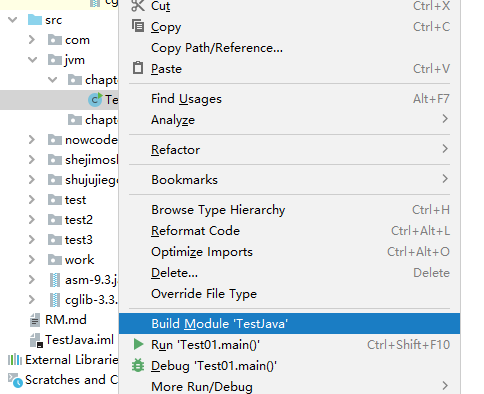 cg
src
com
jvm
chapt
Te
chapt
nowcode
shejimosh
shujujiego
test
test2
test3
work
asm-9.3.j
cglib-3.3.
RM.md
TestJava.iml
External Librarie
Scratches and C
Cut Ctrl+X
Copy Ctrl+C
Copy Path/Reference...
Paste Ctrl+V
Find Usages Alt+F7
Analyze
Refactor
Bookmarks
Browse Type Hierarchy Ctrl+H
Reformat Code Ctrl+Alt+L
Optimize Imports Ctrl+Alt+O
Delete... Delete
Override File Type
Build Module 'TestJava'
Run 'Test01.main()' Ctrl+Shift+F10
Debug 'Test01.main()'
More Run/Debug